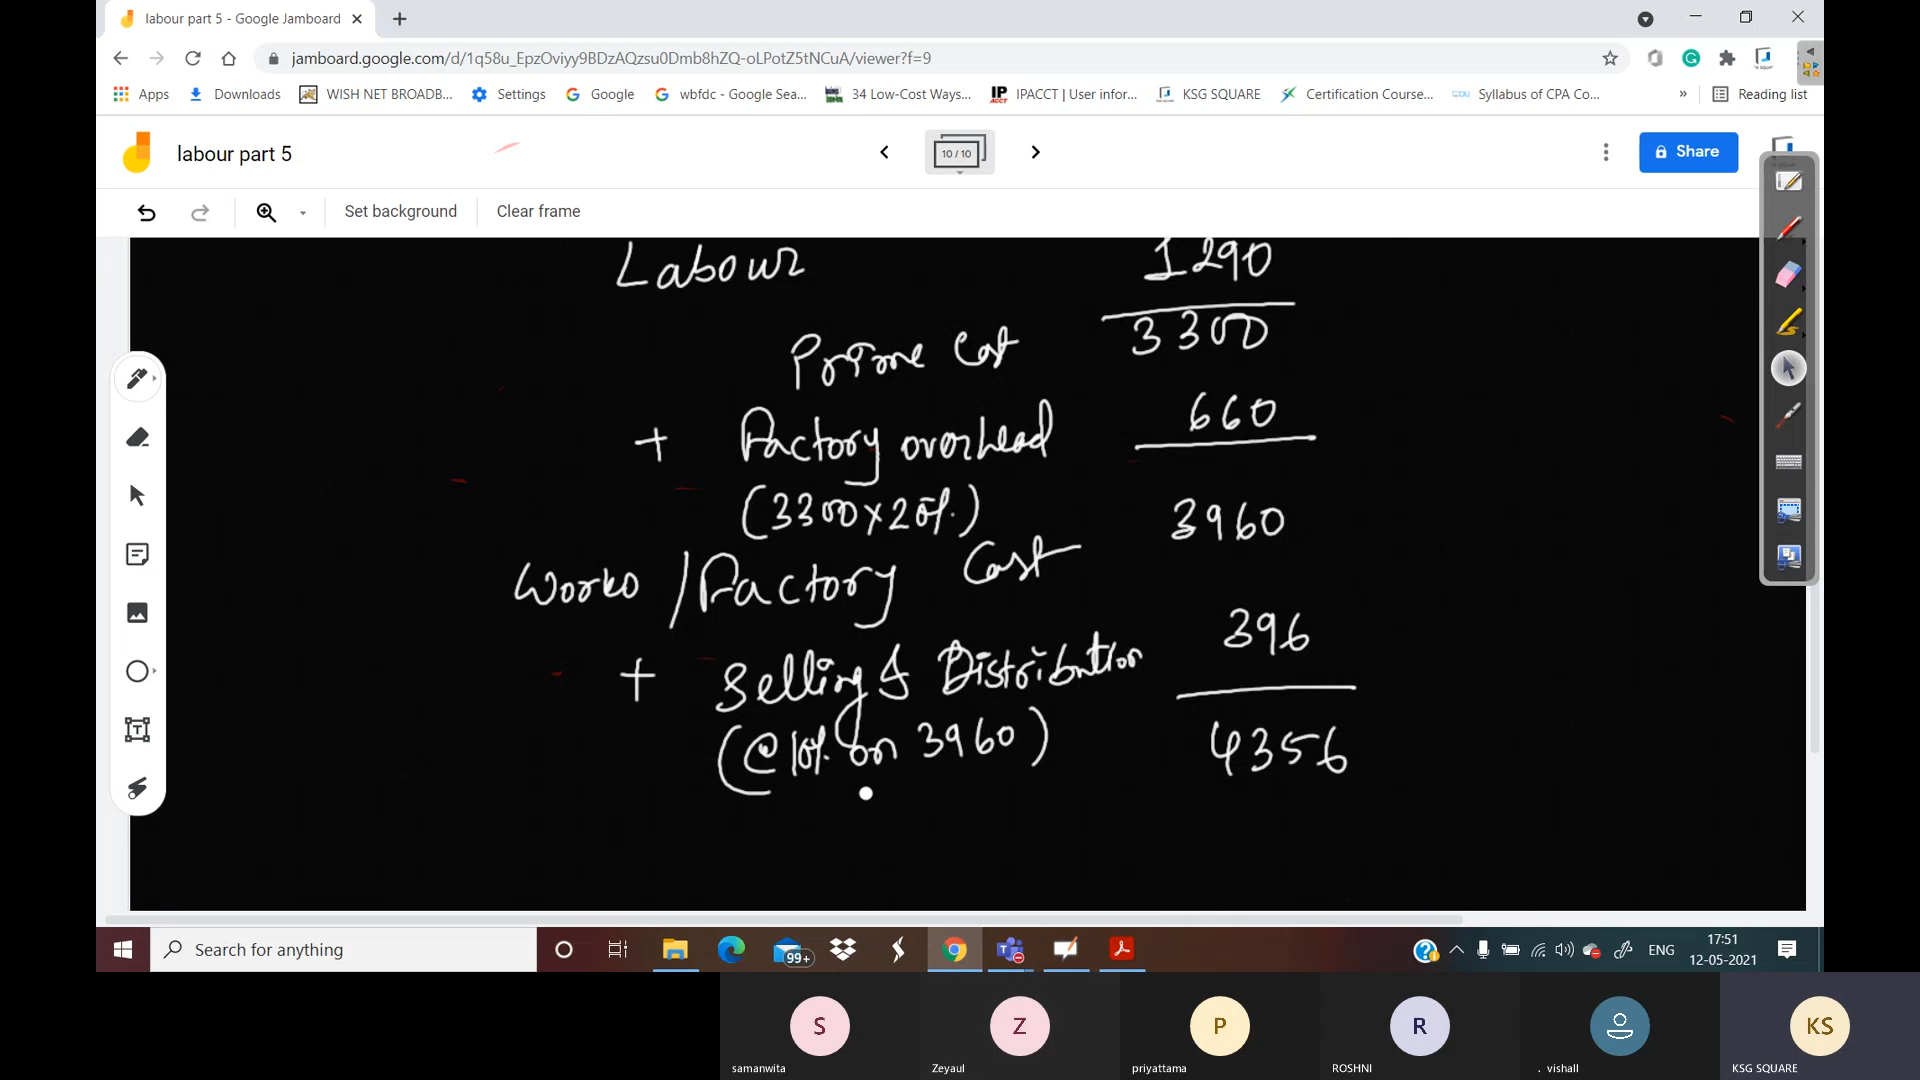 labour part 5 - Google Jamboard
jamboard.google.com/d/1q58u_EpzOviyy9BDzAQzsu0Dmb8hZQ-oLPotZ5tNCuA/viewer?f=9
Apps Downloads WISH NET BROADB... Settings Google wbfdc - Google Sea... 34 Low-Cost Ways... IPACCT | User infor... KSG SQUARE Certification Course... Syllabus of CPA Co... » Reading list
labour part 5
10 / 10
Share
Set background Clear frame
Labour 1290
Prime Cost 3300
+ Factory overhead 660
(3300x20%.) 3960
Works / Factory Cost
+ Selling & Distribution 396
(@10%. on 3960) 4356
Search for anything
99+
ENG
17:51
12-05-2021
S Z P R KS
samanwita Zeyaul priyattama ROSHNI . vishall KSG SQUARE